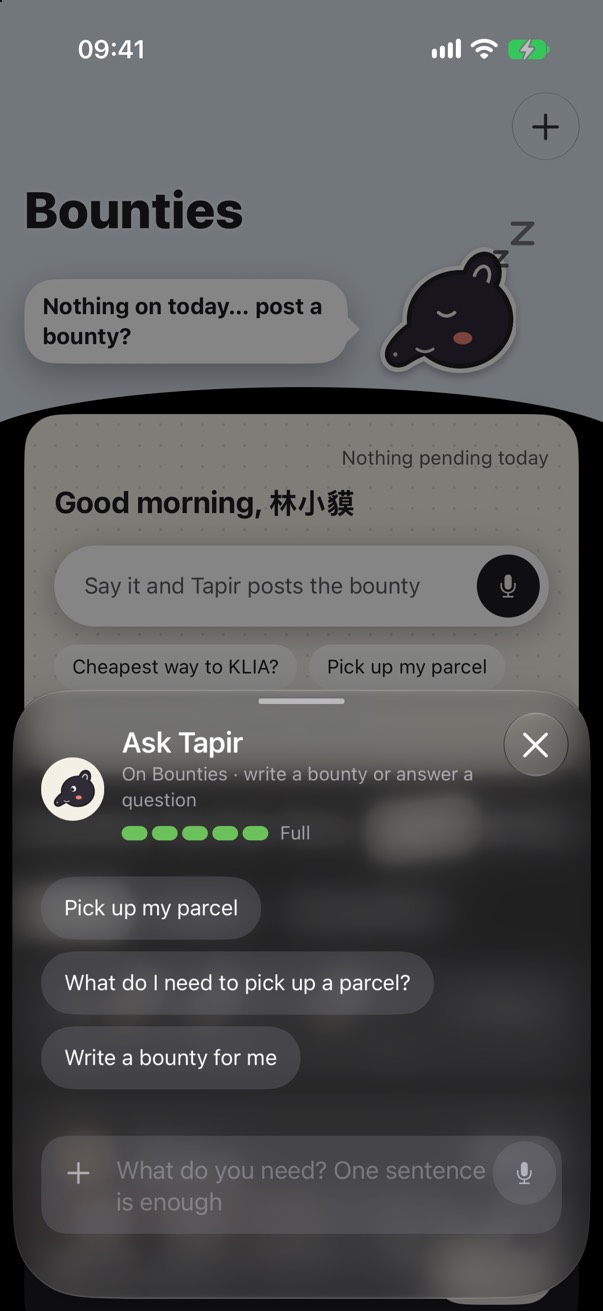 09:41
Bounties
z
Z
Nothing on today... post a
bounty?
Nothing pending today
Good morning, 林小貘
Say it and Tapir posts the bounty
Cheapest way to KLIA?
Pick up my parcel
Ask Tapir
On Bounties · write a bounty or answer a
question
Full
Pick up my parcel
What do I need to pick up a parcel?
Write a bounty for me
What do you need? One sentence
is enough